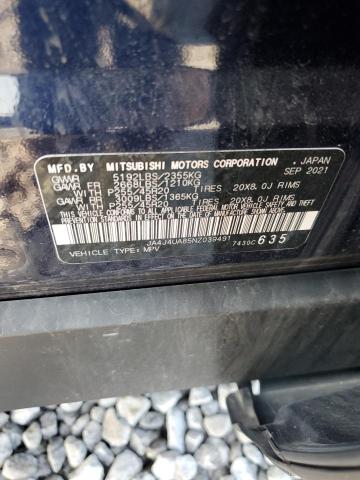 MFD.BY MITSUBISHI MOTORS CORPORATION , JAPAN
GVWR 5192LBS/2355KG SEP 2021
GAWR FR 2668LBS/1210KG
WITH P255/45R20 TIRES 20X8.0J RIMS
GAWR RR 3009LBS/1365KG
WITH P255/45R20 TIRES 20X8.0J RIMS
JA4J4UA85NZ039491 7430C 635
VEHICLE TYPE: MPV